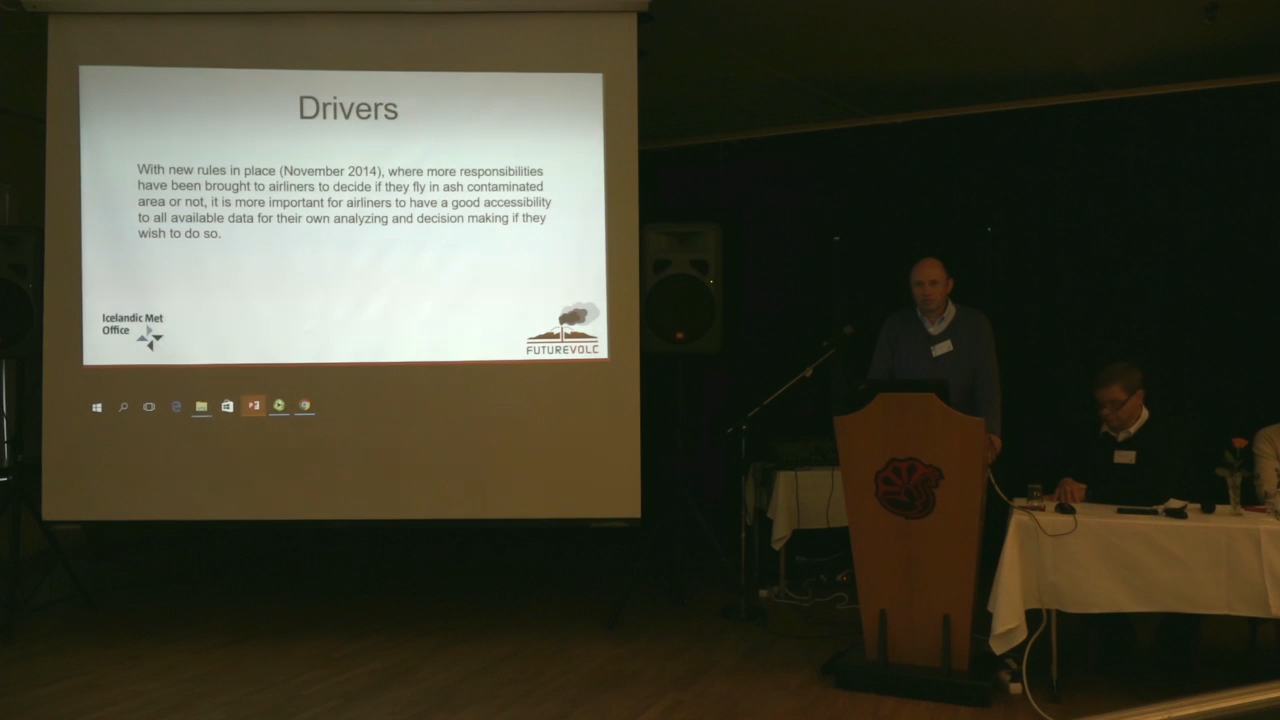 Drivers
With new rules in place (November 2014), where more responsibilities
have been brought to airliners to decide if they fly in ash contaminated
area or not, it is more important for airliners to have a good accessibility
to all available data for their own analyzing and decision making if they
wish to do so.
Icelandic Met
Office
FUTUREVOLC